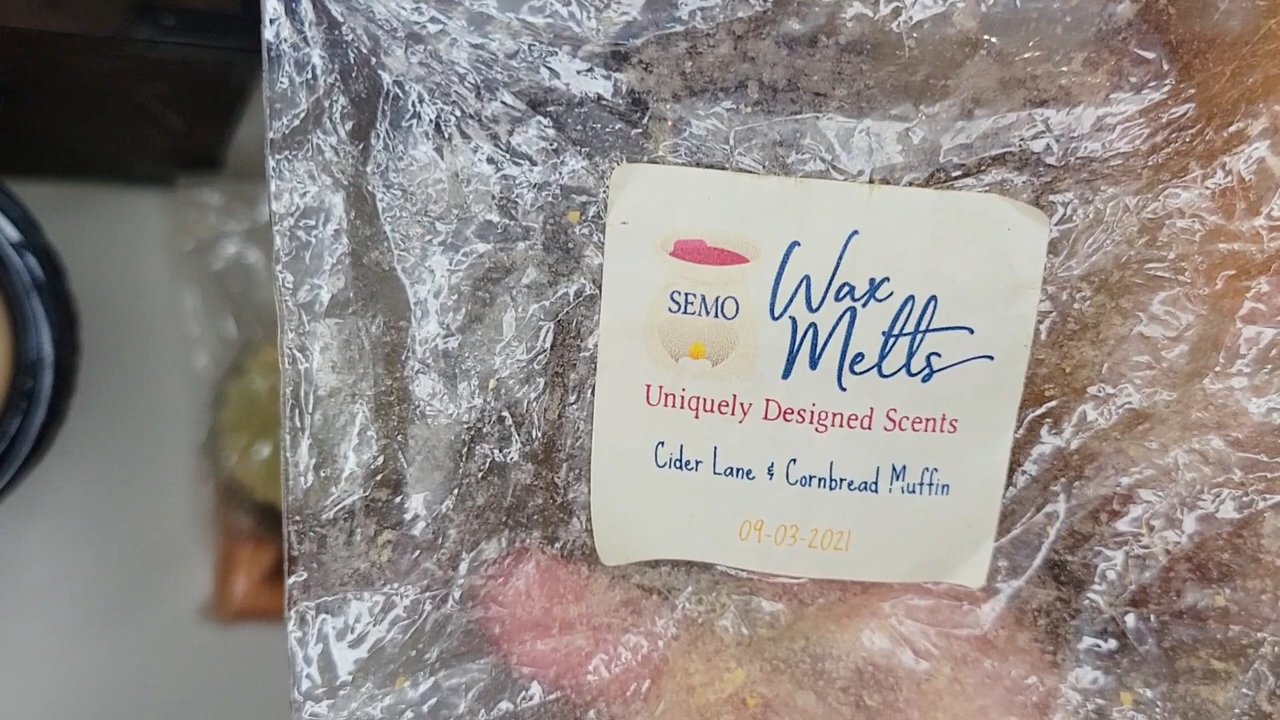 SEMO
Wax
Melts
Uniquely Designed Scents
Cider Lane & Cornbread Muffin
09-03-2021